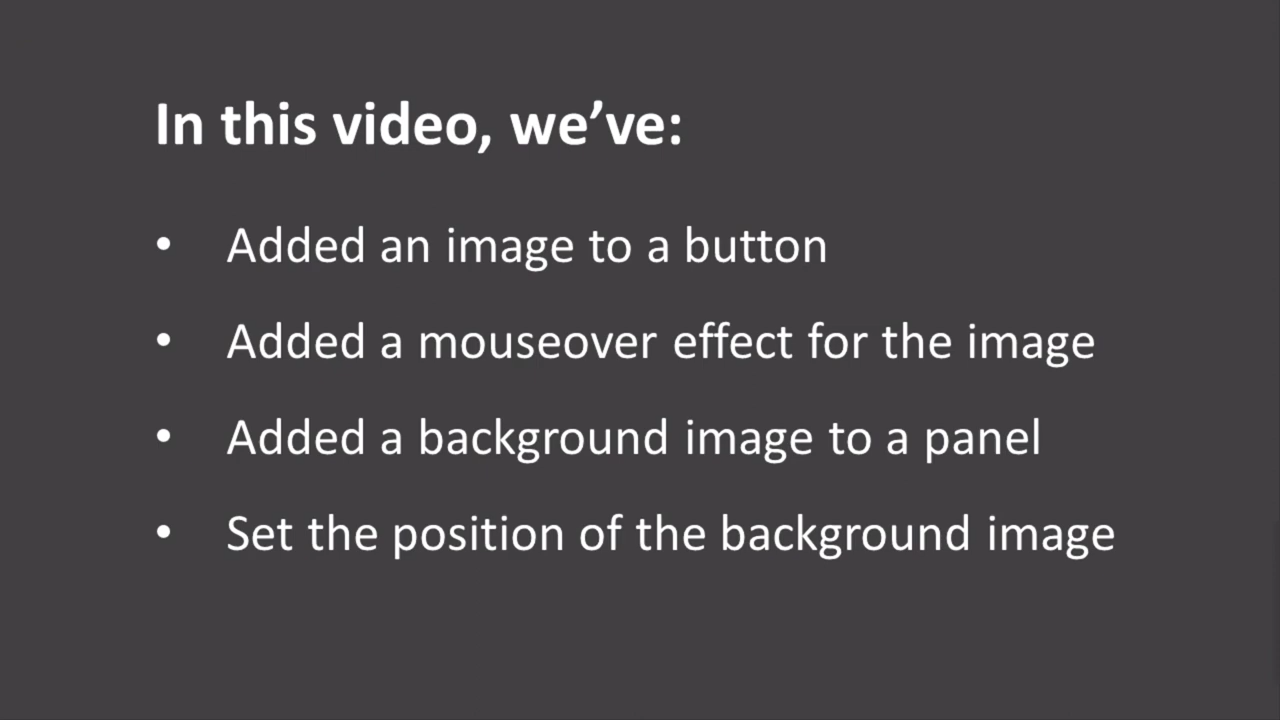 In this video, we’ve:
• Added an image to a button
• Added a mouseover effect for the image
• Added a background image to a panel
• Set the position of the background image